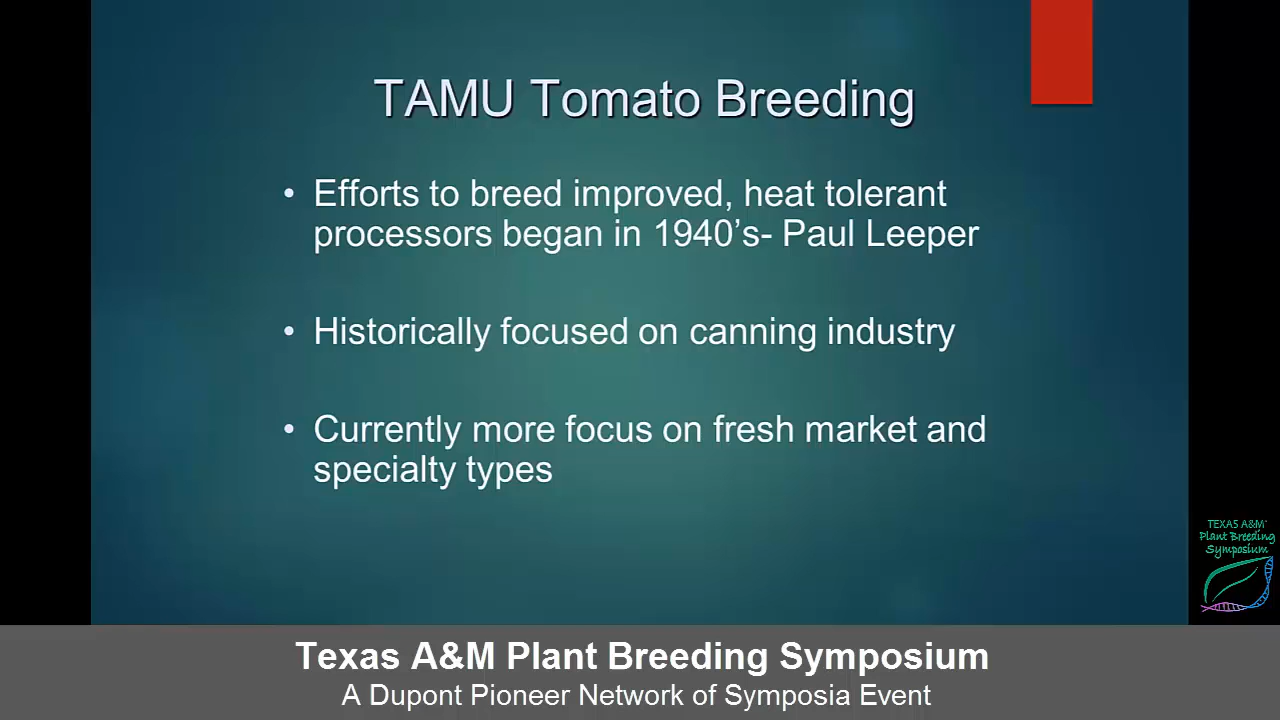 TAMU Tomato Breeding
• Efforts to breed improved, heat tolerant
processors began in 1940’s- Paul Leeper
• Historically focused on canning industry
• Currently more focus on fresh market and
specialty types
TEXAS A&M
Plant Breeding
Symposium
Texas A&M Plant Breeding Symposium
A Dupont Pioneer Network of Symposia Event